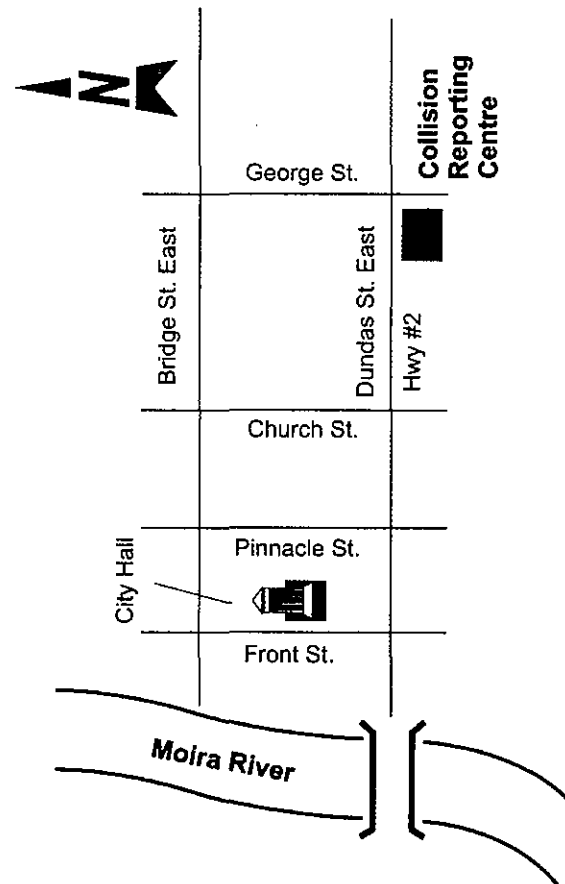 N
Collision
Reporting
Centre
George St.
Bridge St. East
Dundas St. East
Hwy #2
Church St.
Pinnacle St.
City Hall
Front St.
Moira River